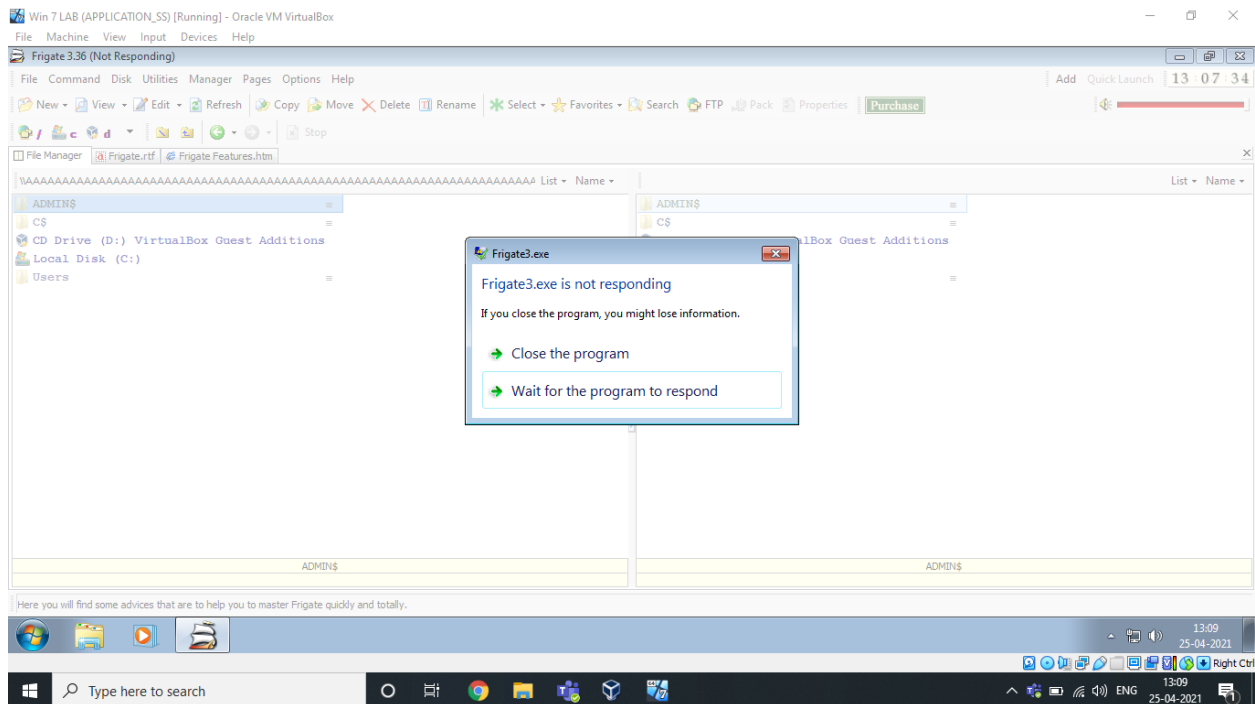 Win 7 LAB (APPLICATION_SS) [Running] - Oracle VM VirtualBox
File Machine View Input Devices Help
Frigate 3.36 (Not Responding)
File Command Disk Utilities Manager Pages Options Help Add Quick Launch 13:07:34
New View Edit Refresh Copy Move Delete Rename Select Favorites Search FTP Pack Properties Purchase
/ c d Stop
File Manager Frigate.rtf Frigate Features.htm
List Name List Name
ADMIN$ ADMIN$
C$ C$
CD Drive (D:) VirtualBox Guest Additions alBox Guest Additions
Local Disk (C:)
Users
Frigate3.exe
Frigate3.exe is not responding
If you close the program, you might lose information.
Close the program
Wait for the program to respond
ADMIN$ ADMIN$
Here you will find some advices that are to help you to master Frigate quickly and totally.
13:09
25-04-2021
Right Ctrl
Type here to search ENG
13:09
25-04-2021